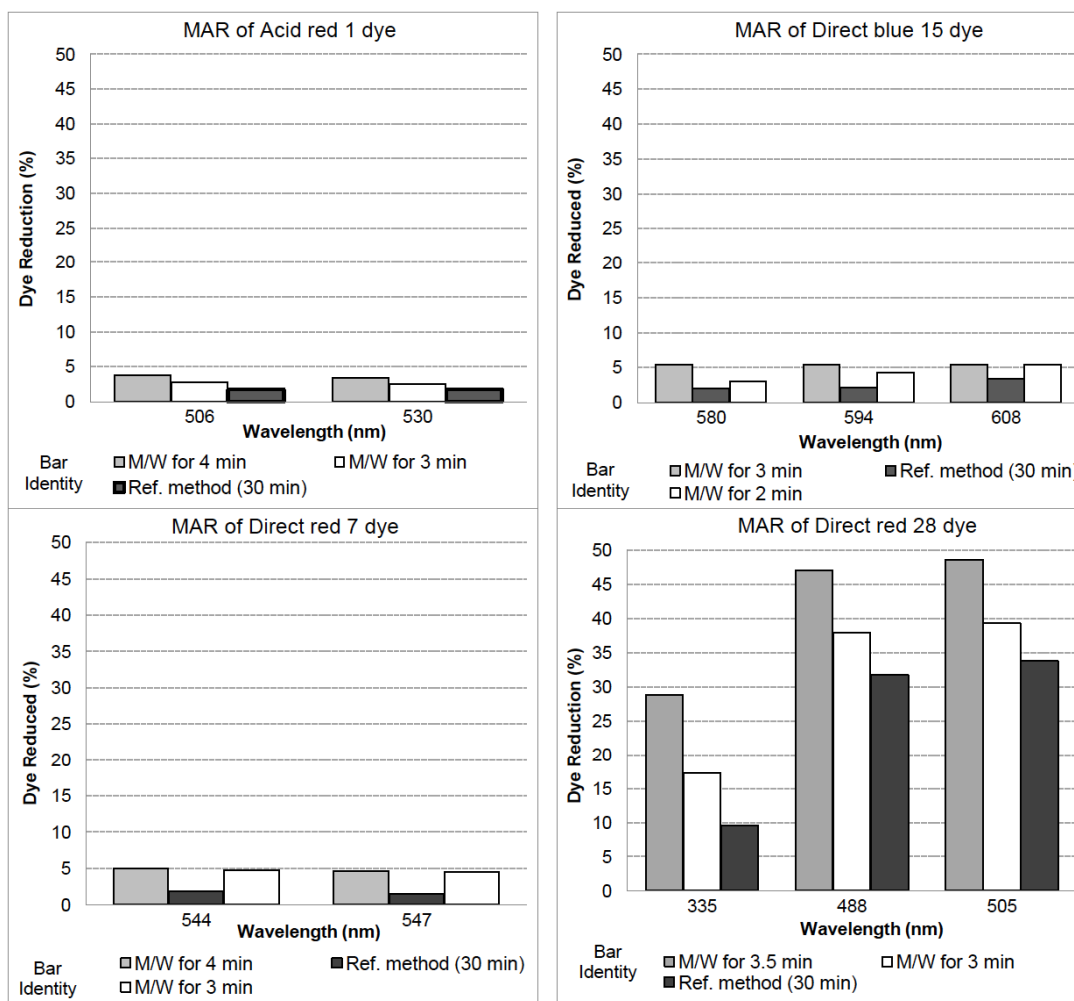 MAR of Acid red 1 dye
Dye Reduction (%)
50
45
40
35
30
25
20
15
10
5
0
506 530
Wavelength (nm)
Bar Identity
M/W for 4 min M/W for 3 min
Ref. method (30 min)
MAR of Direct blue 15 dye
Dye Reduced (%)
50
45
40
35
30
25
20
15
10
5
0
580 594 608
Wavelength (nm)
Bar Identity
M/W for 3 min Ref. method (30 min)
M/W for 2 min
MAR of Direct red 7 dye
Dye Reduced (%)
50
45
40
35
30
25
20
15
10
5
0
544 547
Wavelength (nm)
Bar Identity
M/W for 4 min Ref. method (30 min)
M/W for 3 min
MAR of Direct red 28 dye
Dye Reduction (%)
50
45
40
35
30
25
20
15
10
5
0
335 488 505
Wavelength (nm)
Bar Identity
M/W for 3.5 min M/W for 3 min
Ref. method (30 min)